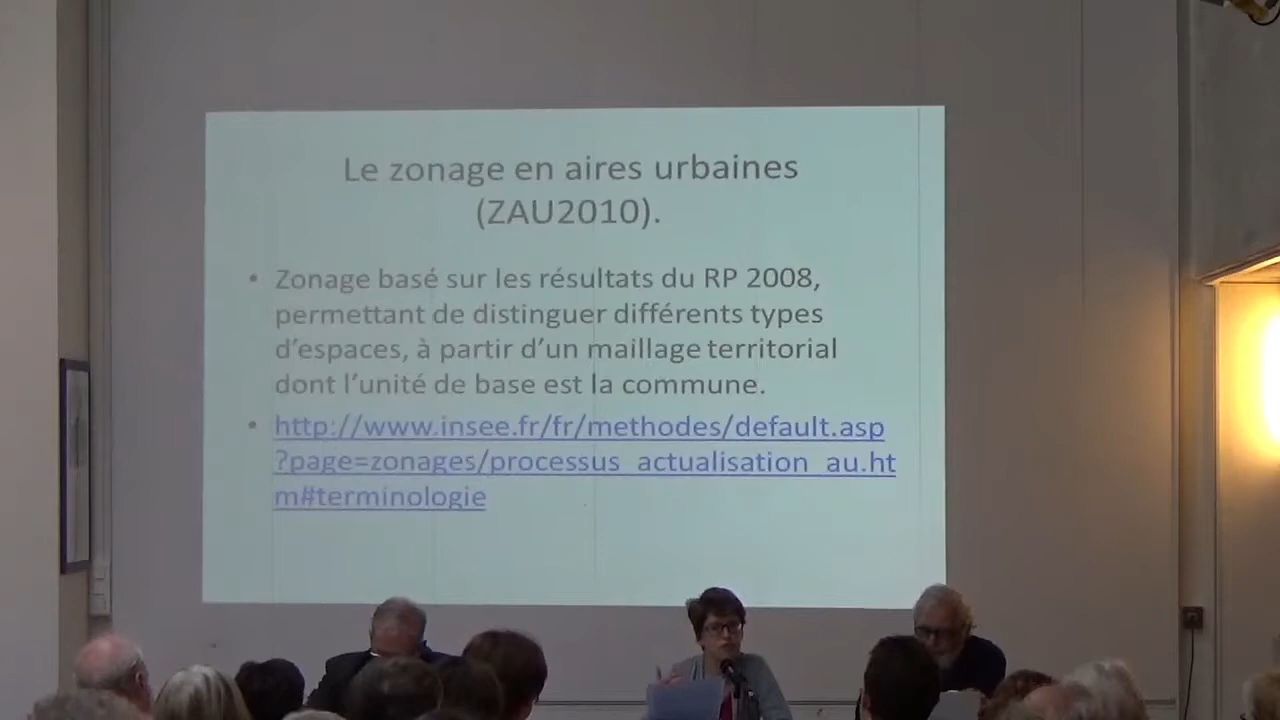 Le zonage en aires urbaines
(ZAU2010).
• Zonage basé sur les résultats du RP 2008,
permettant de distinguer différents types
d’espaces, à partir d’un maillage territorial
dont l’unité de base est la commune.
• http://www.insee.fr/fr/methodes/default.asp
?page=zonages/processus_actualisation_au.ht
m#terminologie